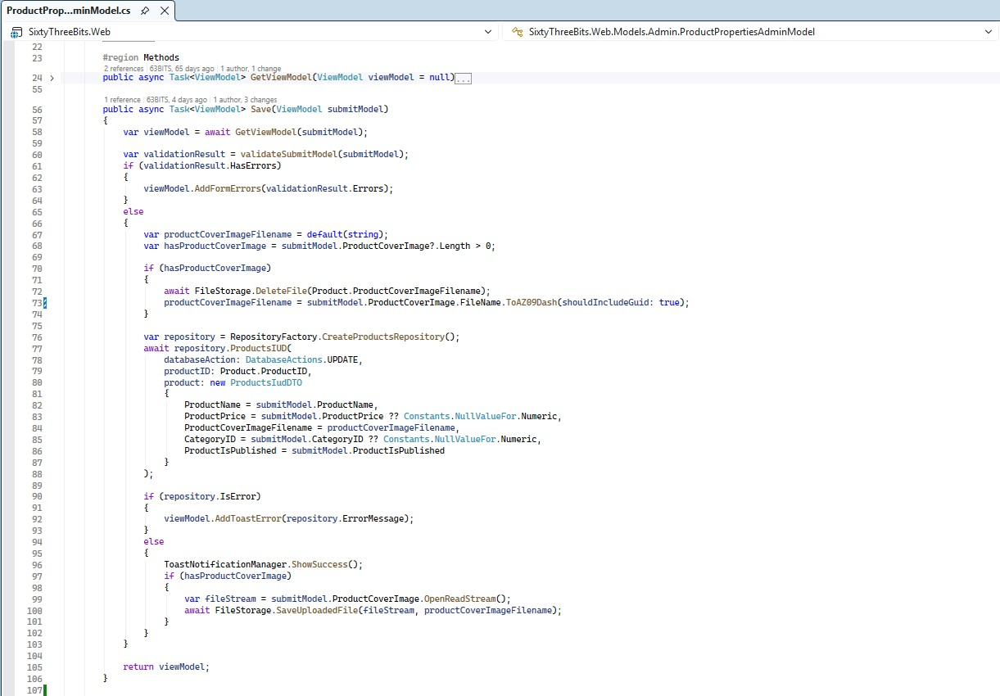 ProductProp...minModel.cs
SixtyThreeBits.Web
SixtyThreeBits.Web.Models.Admin.ProductPropertiesAdminModel
22
23 #region Methods
2 references | 63BITS, 65 days ago | 1 author, 1 change
24 public async Task<ViewModel> GetViewModel(ViewModel viewModel = null)...
55
1 reference | 63BITS, 4 days ago | 1 author, 3 changes
56 public async Task<ViewModel> Save(ViewModel submitModel)
57 {
58 var viewModel = await GetViewModel(submitModel);
59
60 var validationResult = validateSubmitModel(submitModel);
61 if (validationResult.HasErrors)
62 {
63 viewModel.AddFormErrors(validationResult.Errors);
64 }
65 else
66 {
67 var productCoverImageFilename = default(string);
68 var hasProductCoverImage = submitModel.ProductCoverImage?.Length > 0;
69
70 if (hasProductCoverImage)
71 {
72 await FileStorage.DeleteFile(Product.ProductCoverImageFilename);
73 productCoverImageFilename = submitModel.ProductCoverImage.FileName.ToAZ09Dash(shouldIncludeGuid: true);
74 }
75
76 var repository = RepositoryFactory.CreateProductsRepository();
77 await repository.ProductsIUD(
78 databaseAction: DatabaseActions.UPDATE,
79 productID: Product.ProductID,
80 product: new ProductsIudDTO
81 {
82 ProductName = submitModel.ProductName,
83 ProductPrice = submitModel.ProductPrice ?? Constants.NullValueFor.Numeric,
84 ProductCoverImageFilename = productCoverImageFilename,
85 CategoryID = submitModel.CategoryID ?? Constants.NullValueFor.Numeric,
86 ProductIsPublished = submitModel.ProductIsPublished
87 }
88 );
89
90 if (repository.IsError)
91 {
92 viewModel.AddToastError(repository.ErrorMessage);
93 }
94 else
95 {
96 ToastNotificationManager.ShowSuccess();
97 if (hasProductCoverImage)
98 {
99 var fileStream = submitModel.ProductCoverImage.OpenReadStream();
100 await FileStorage.SaveUploadedFile(fileStream, productCoverImageFilename);
101 }
102 }
103 }
104
105 return viewModel;
106 }
107